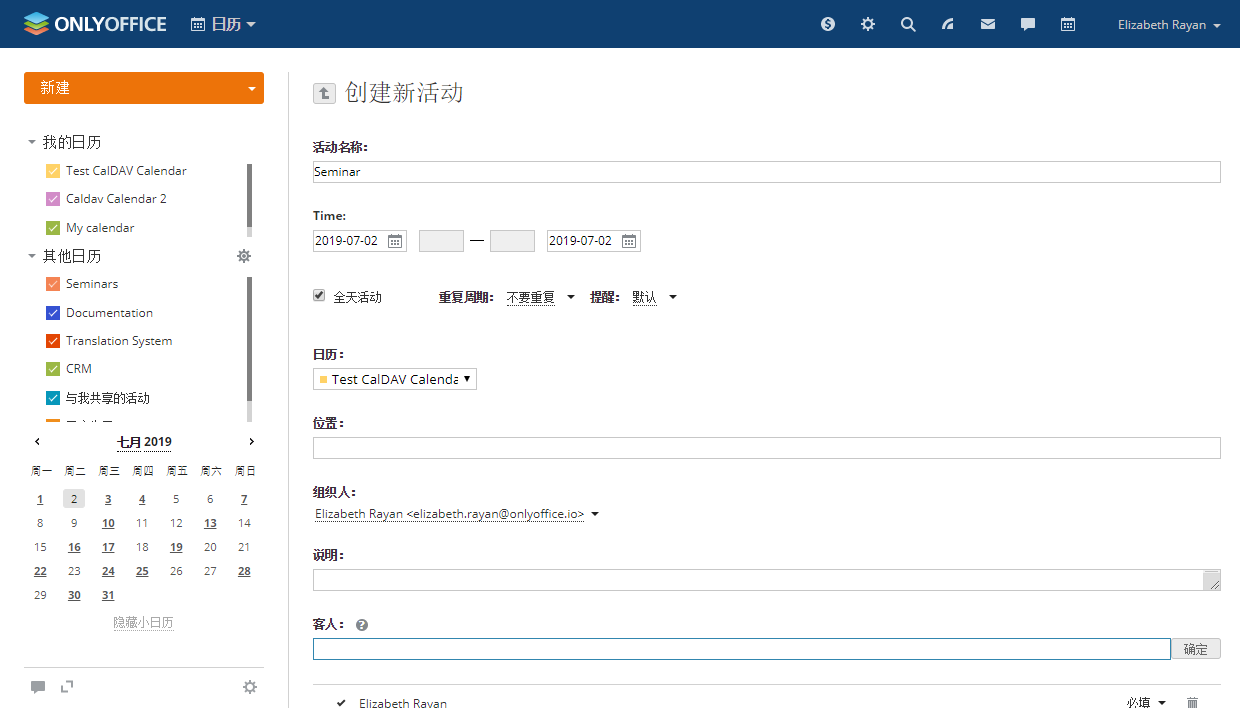 ONLYOFFICE 日历 Elizabeth Rayan
新建
我的日历
Test CalDAV Calendar
Caldav Calendar 2
My calendar
其他日历
Seminars
Documentation
Translation System
CRM
与我共享的活动
七月 2019
周一 周二 周三 周四 周五 周六 周日
1 2 3 4 5 6 7
8 9 10 11 12 13 14
15 16 17 18 19 20 21
22 23 24 25 26 27 28
29 30 31
隐藏小日历
创建新活动
活动名称:
Seminar
Time:
2019-07-02 — 2019-07-02
全天活动 重复周期: 不要重复 提醒: 默认
日历:
Test CalDAV Calenda
位置:
组织人:
Elizabeth Rayan <elizabeth.rayan@onlyoffice.io>
说明:
客人: ?
确定
Elizabeth Rayan 必填